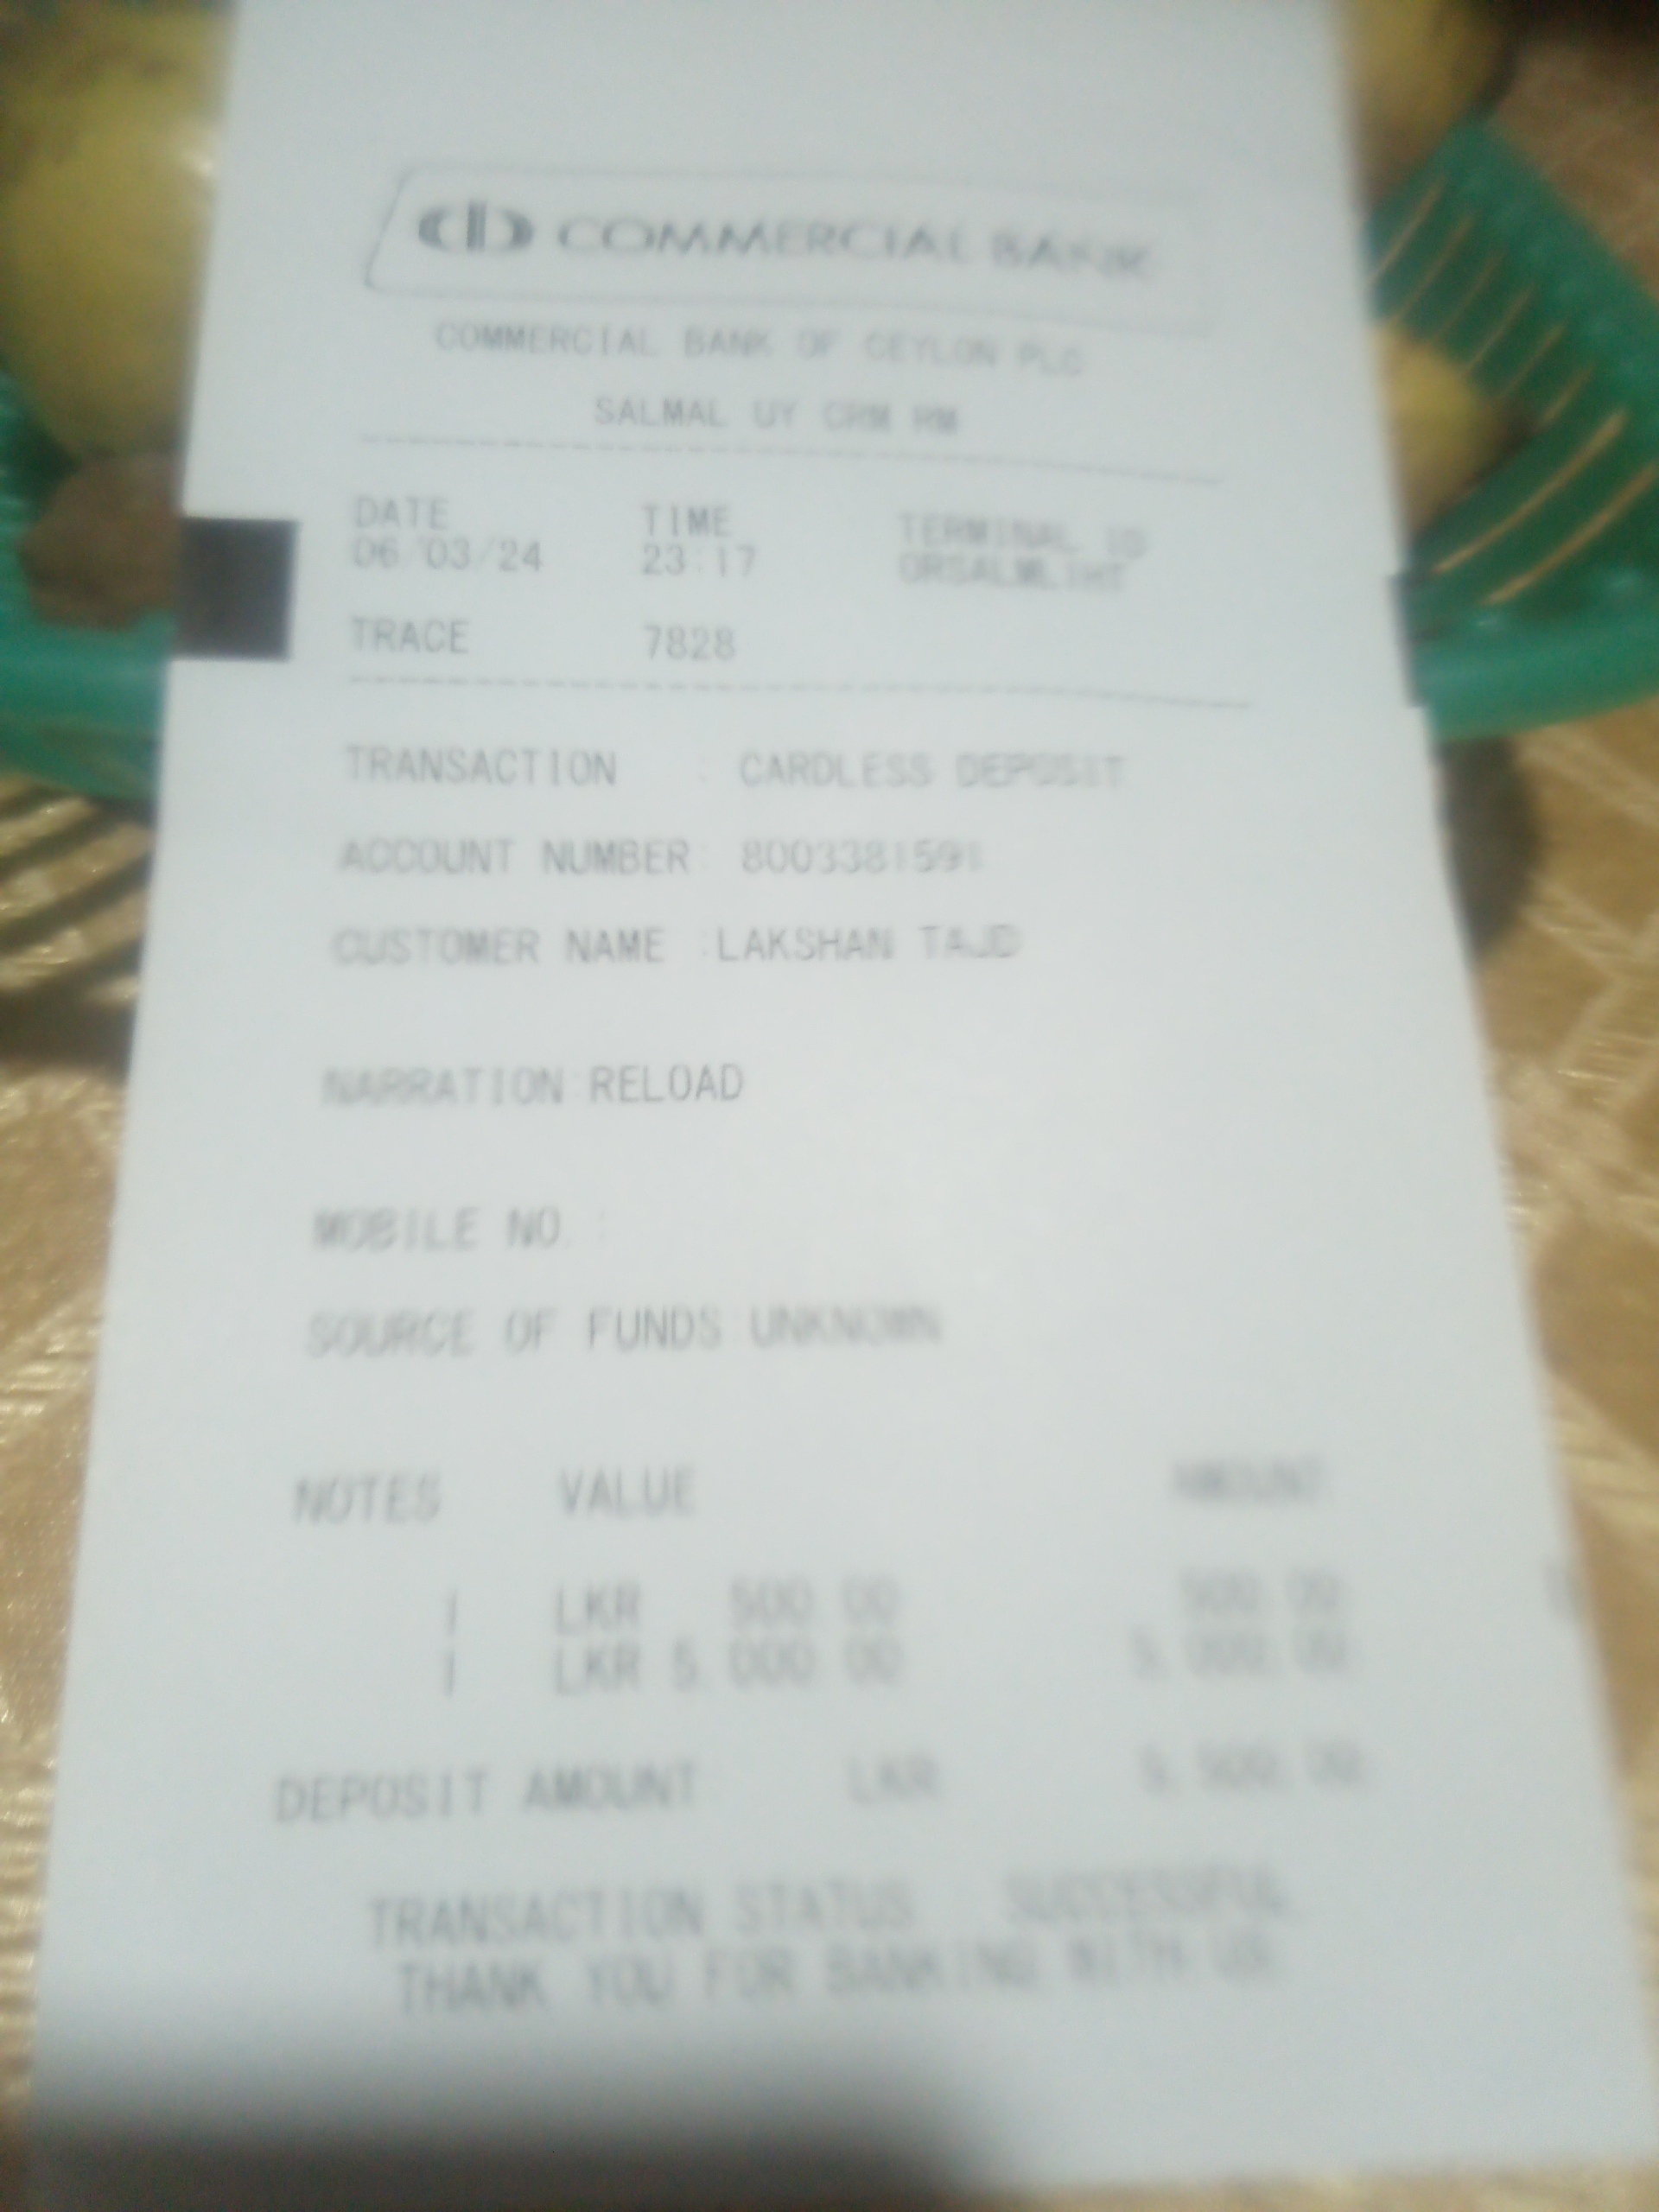 COMMERCIAL BANK
COMMERCIAL BANK OF CEYLON PLC
SALMAL UY CRM RM
DATE TIME TERMINAL ID
06/03/24 23:17
TRACE 7828
TRANSACTION : CARDLESS DEPOSIT
ACCOUNT NUMBER: 8003381591
CUSTOMER NAME :LAKSHAN TAJD
NARRATION:RELOAD
MOBILE NO. :
SOURCE OF FUNDS UNKNOWN
NOTES VALUE AMOUNT
1 LKR 500.00 500.00
1 LKR 5,000.00 5,000.00
DEPOSIT AMOUNT LKR 5,500.00
TRANSACTION STATUS SUCCESSFUL
THANK YOU FOR BANKING WITH US